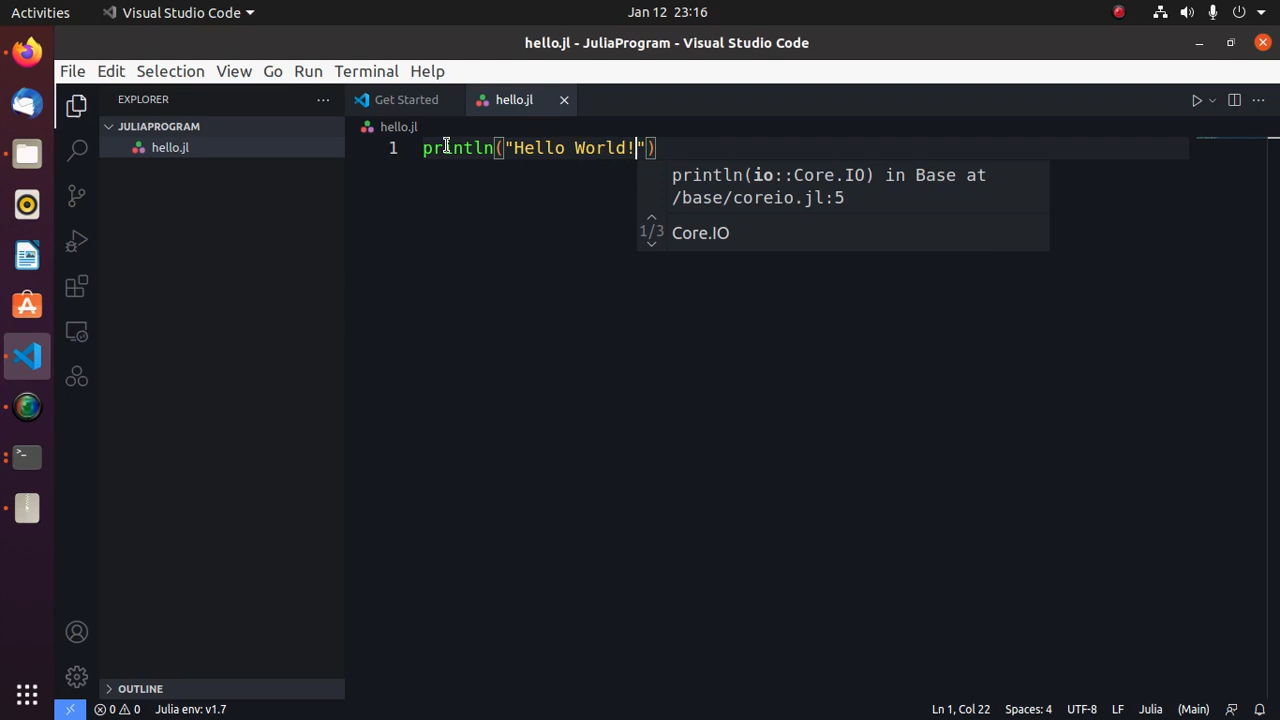 Activities
Visual Studio Code
Jan 12 23:16
hello.jl - JuliaProgram - Visual Studio Code
File Edit Selection View Go Run Terminal Help
EXPLORER
Get Started
hello.jl
JULIAPROGRAM
hello.jl
hello.jl
1 println("Hello World!")
println(io::Core.IO) in Base at
/base/coreio.jl:5
1/3 Core.IO
OUTLINE
0 0 Julia env: v1.7
Ln 1, Col 22 Spaces: 4 UTF-8 LF Julia (Main)